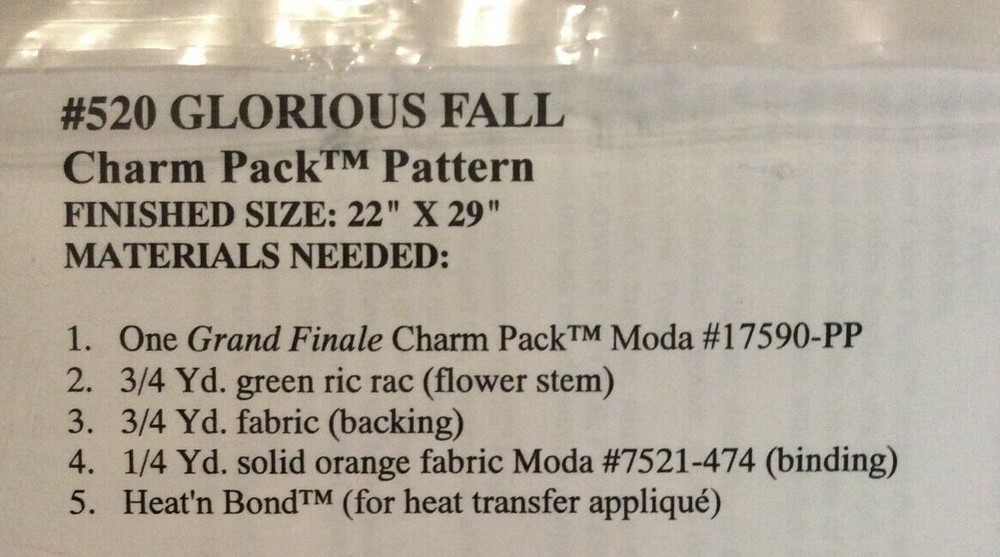 #520 GLORIOUS FALL
Charm Pack™ Pattern
FINISHED SIZE: 22" X 29"
MATERIALS NEEDED:
1. One Grand Finale Charm Pack™ Moda #17590-PP
2. 3/4 Yd. green ric rac (flower stem)
3. 3/4 Yd. fabric (backing)
4. 1/4 Yd. solid orange fabric Moda #7521-474 (binding)
5. Heat'n Bond™ (for heat transfer appliqué)